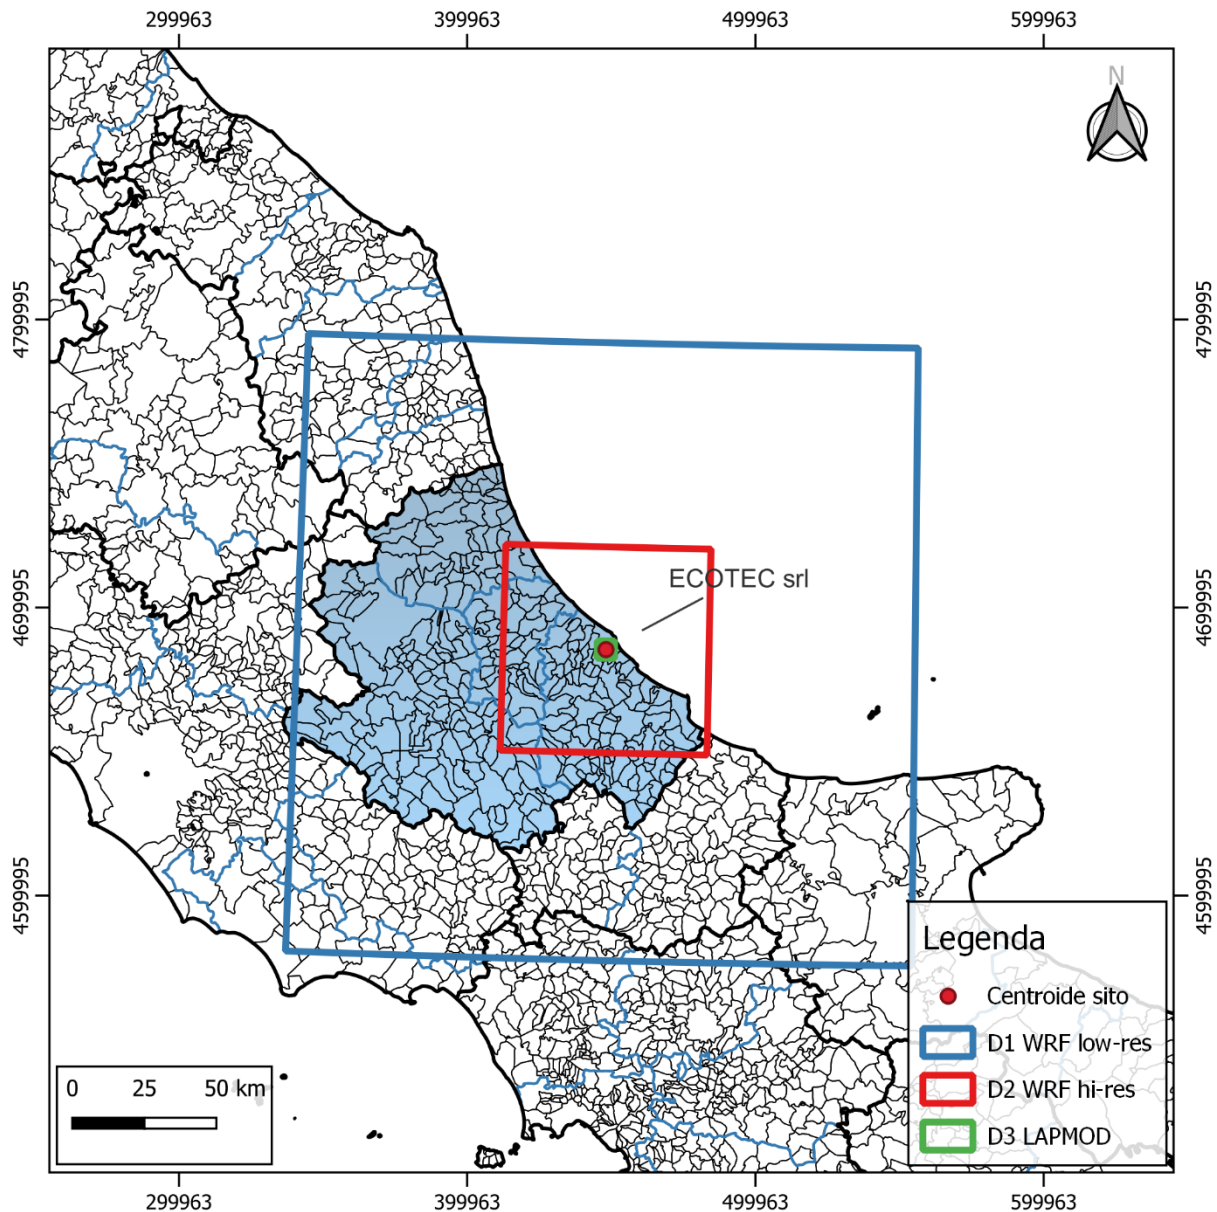 299963 399963 499963 599963
N
4799995 4799995
ECOTEC srl
4699995 4699995
4599995 4599995
Legenda
Centroide sito
D1 WRF low-res
D2 WRF hi-res
D3 LAPMOD
0 25 50 km
299963 399963 499963 599963